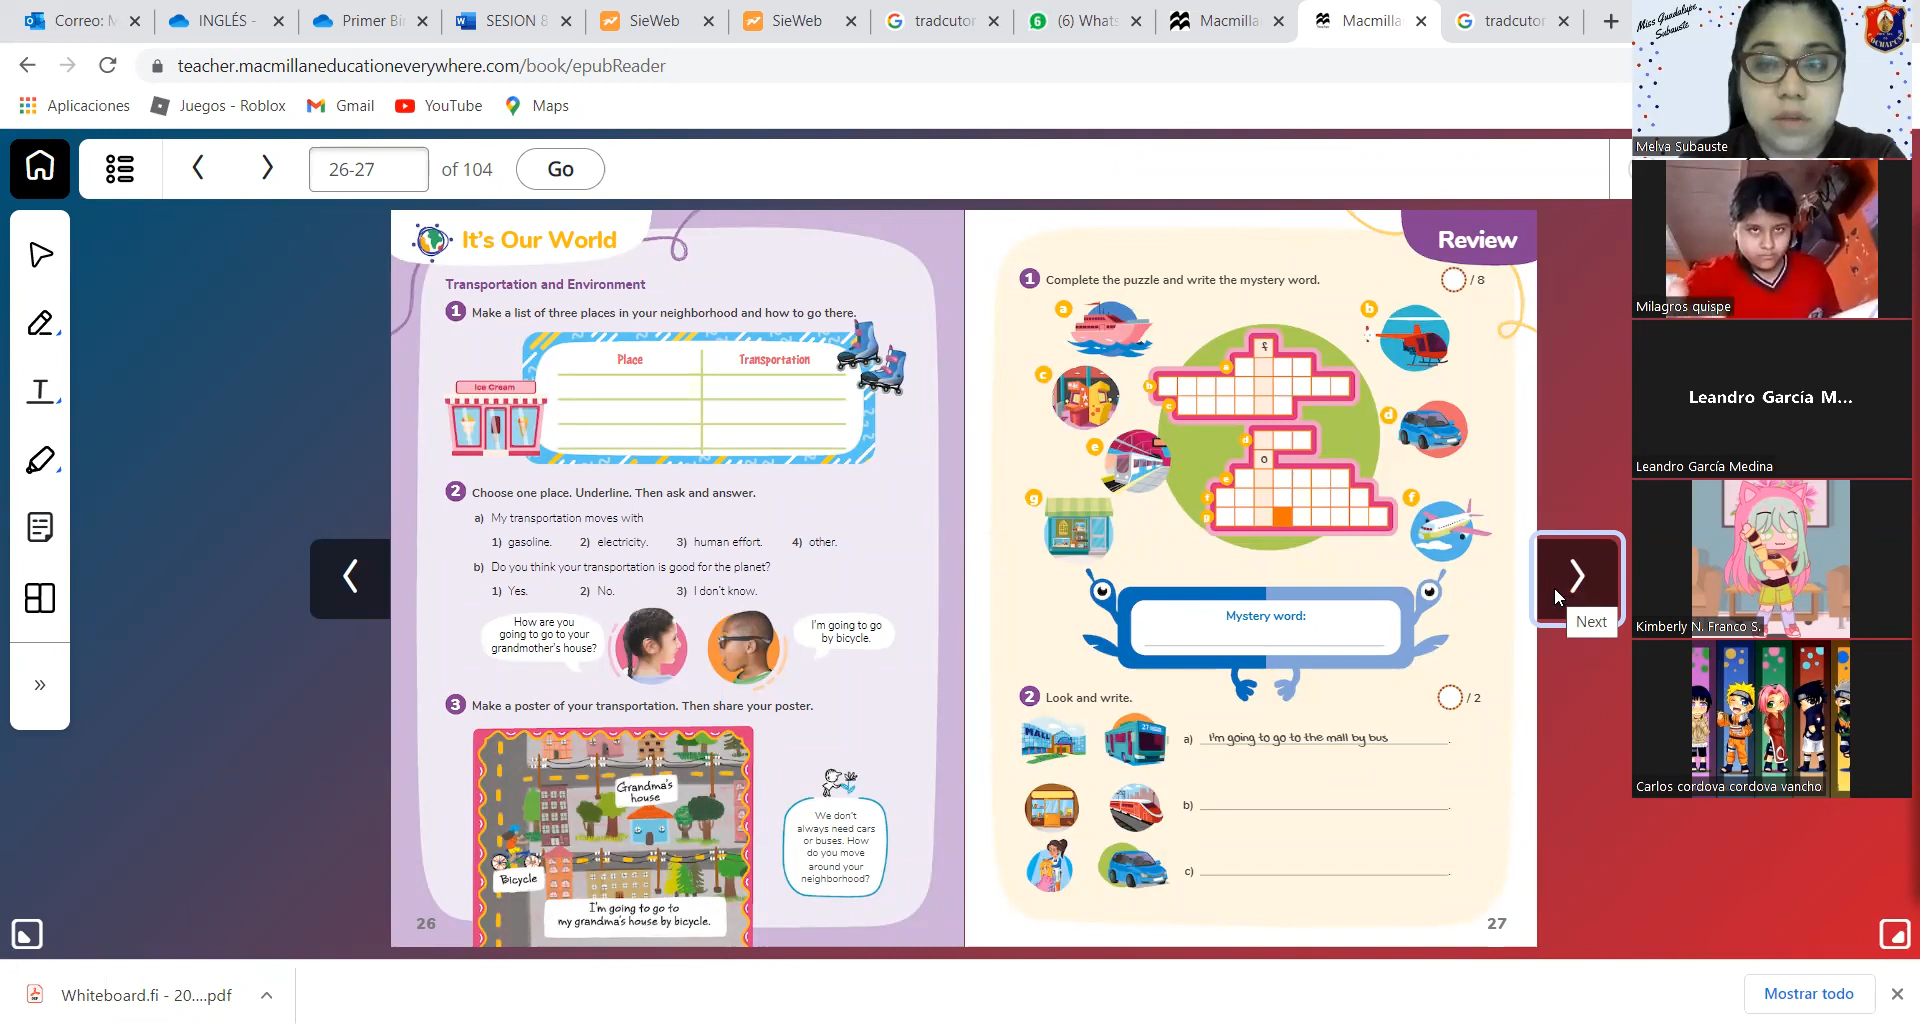 Correo: M
INGLÉS -
Primer Bi
SESION 8
SieWeb
SieWeb
tradcutor
(6) Whats
Macmilla
Macmilla
tradcutor
teacher.macmillaneducationeverywhere.com/book/epubReader
Aplicaciones
Juegos - Roblox
Gmail
YouTube
Maps
26-27
of 104
Go
It's Our World
Transportation and Environment
1 Make a list of three places in your neighborhood and how to go there.
Place
Transportation
Ice Cream
2 Choose one place. Underline. Then ask and answer.
a) My transportation moves with
1) gasoline. 2) electricity. 3) human effort. 4) other.
b) Do you think your transportation is good for the planet?
1) Yes. 2) No. 3) I don't know.
How are you
going to go to your
grandmother's house?
I'm going to go
by bicycle.
3 Make a poster of your transportation. Then share your poster.
Grandma's
house
Bicycle
I'm going to go to
my grandma's house by bicycle.
We don't
always need cars
or buses. How
do you move
around your
neighborhood?
26
Review
1 Complete the puzzle and write the mystery word.
/ 8
a
b
c
d
e
f
g
a
b
c
d
o
e
f
g
Mystery word:
2 Look and write.
/ 2
MALL
a) I'm going to go to the mall by bus.
b)
c)
27
Next
Miss Guadalupe
Subauste
Melva Subauste
Milagros quispe
Leandro García M...
Leandro García Medina
Kimberly N. Franco S.
Carlos cordova cordova vancho
Whiteboard.fi - 20....pdf
Mostrar todo